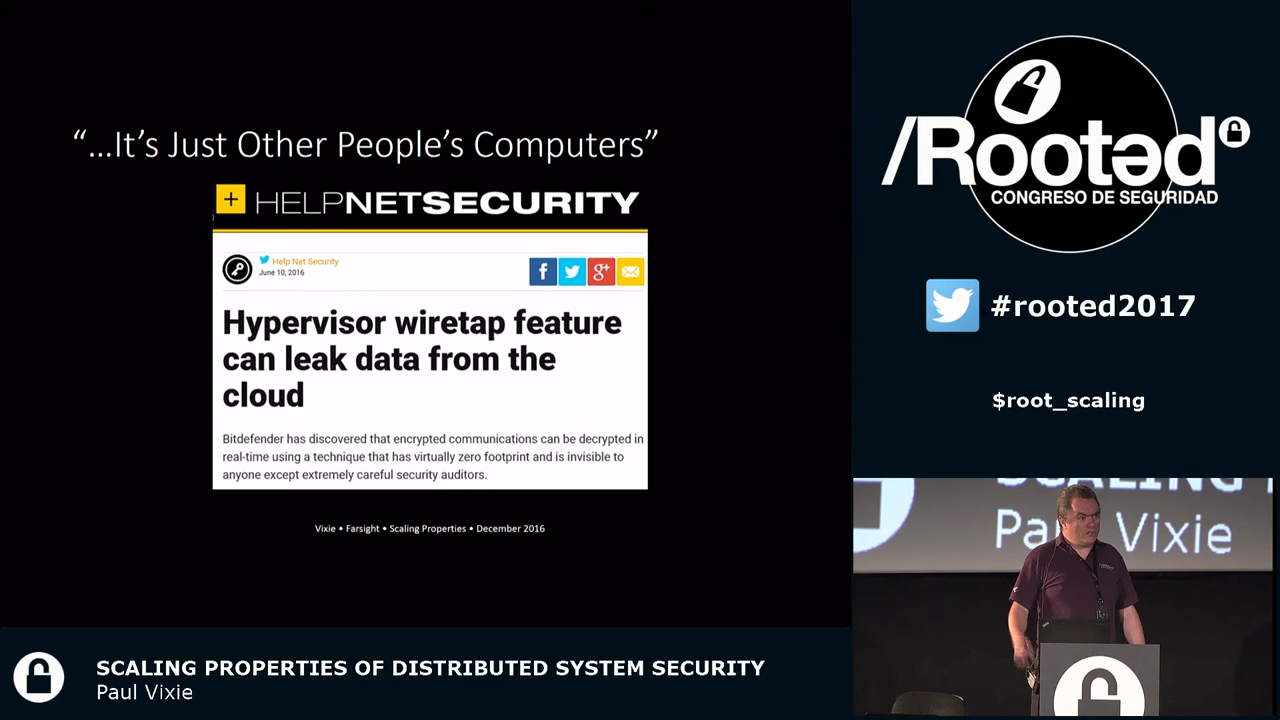 “…It’s Just Other People’s Computers”
+ HELPNETSECURITY
Help Net Security
June 10, 2016
f
g+
Hypervisor wiretap feature
can leak data from the
cloud
Bitdefender has discovered that encrypted communications can be decrypted in
real-time using a technique that has virtually zero footprint and is invisible to
anyone except extremely careful security auditors.
Vixie • Farsight • Scaling Properties • December 2016
/Rootəd
CONGRESO DE SEGURIDAD
#rooted2017
$root_scaling
SCALING
Paul Vixie
SCALING PROPERTIES OF DISTRIBUTED SYSTEM SECURITY
Paul Vixie